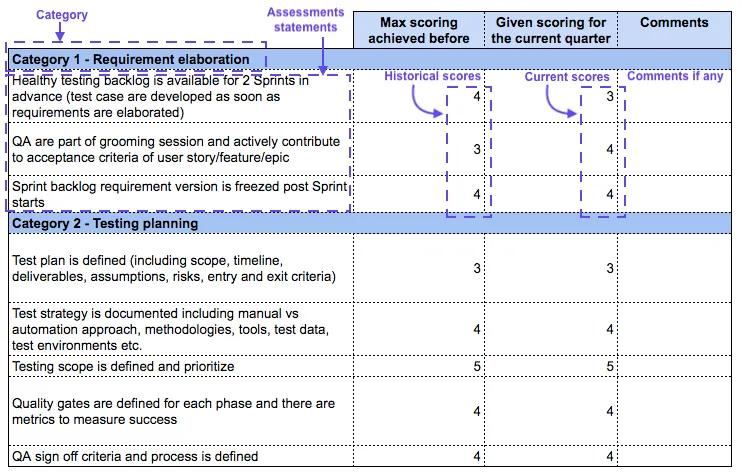 Category
Assessments
statements
Max scoring
achieved before
Given scoring for
the current quarter
Comments
Category 1 - Requirement elaboration
Healthy testing backlog is available for 2 Sprints in
advance (test case are developed as soon as
requirements are elaborated)
Historical scores
4
Current scores
3
Comments if any
QA are part of grooming session and actively contribute
to acceptance criteria of user story/feature/epic
3
4
Sprint backlog requirement version is freezed post Sprint
starts
4
4
Category 2 - Testing planning
Test plan is defined (including scope, timeline,
deliverables, assumptions, risks, entry and exit criteria)
3
3
Test strategy is documented including manual vs
automation approach, methodologies, tools, test data,
test environments etc.
4
4
Testing scope is defined and prioritize
5
5
Quality gates are defined for each phase and there are
metrics to measure success
4
4
QA sign off criteria and process is defined
4
4